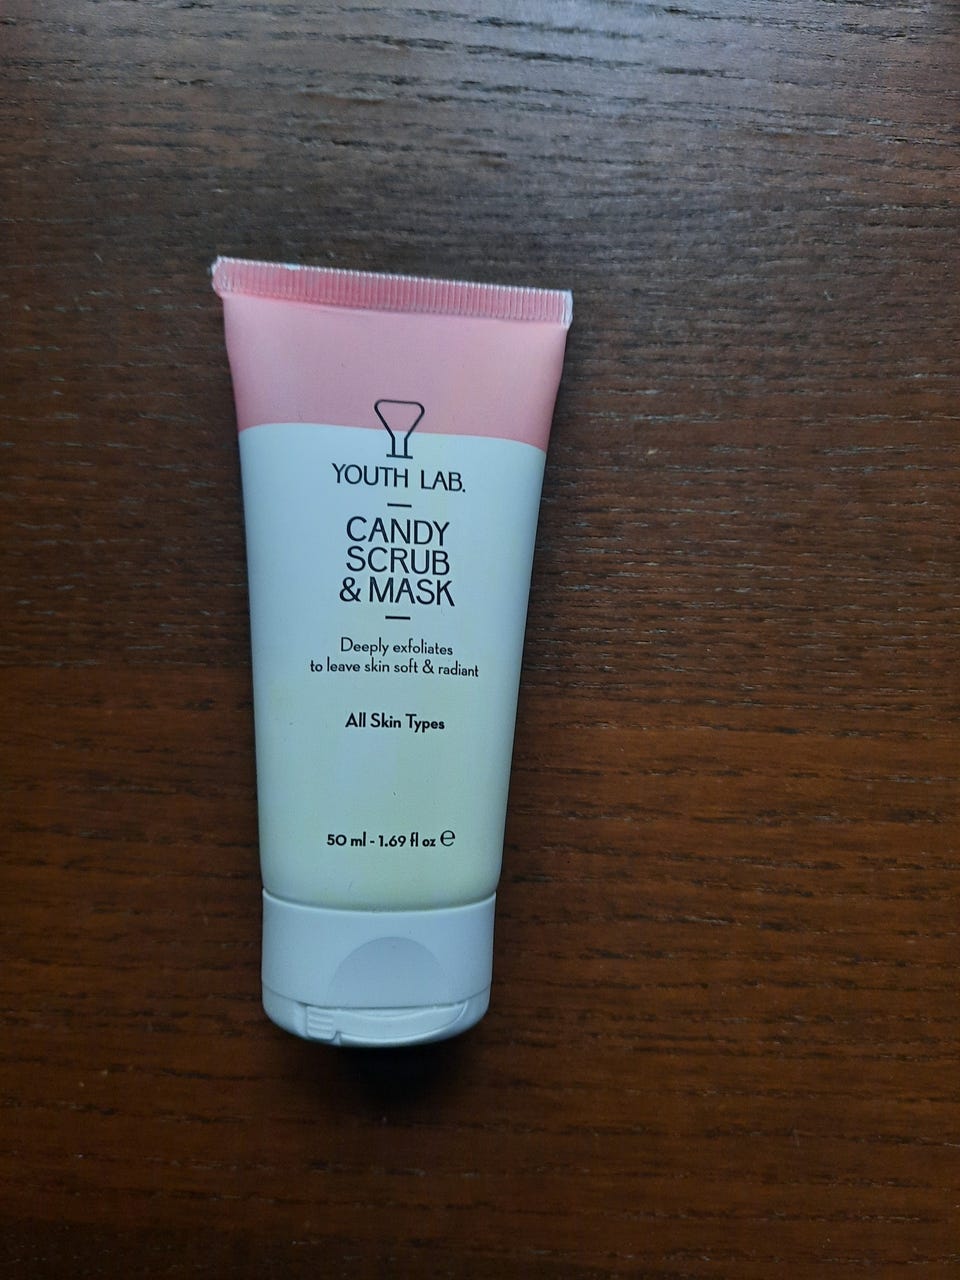 YOUTH LAB.
CANDY
SCRUB
& MASK
Deeply exfoliates
to leave skin soft & radiant
All Skin Types
50 ml - 1.69 fl oz ℮